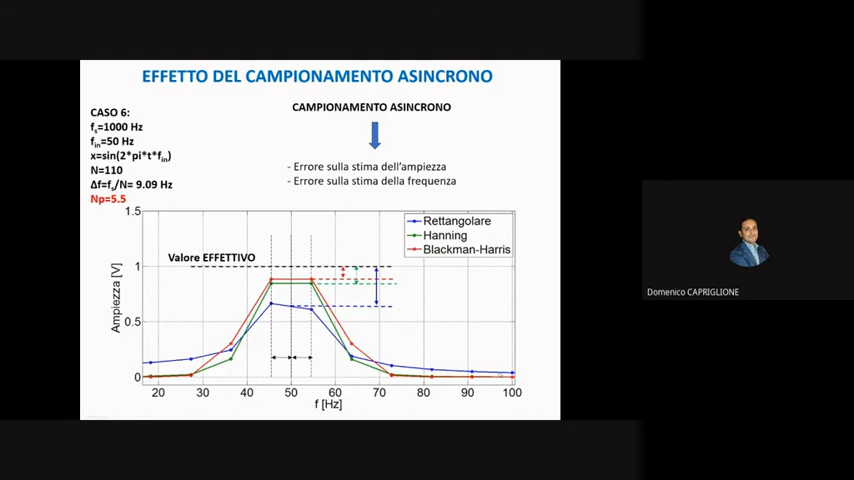 EFFETTO DEL CAMPIONAMENTO ASINCRONO
CASO 6:
fs=1000 Hz
fin=50 Hz
x=sin(2*pi*t*fin)
N=110
Δf=fs/N= 9.09 Hz
Np=5.5
CAMPIONAMENTO ASINCRONO
- Errore sulla stima dell'ampiezza
- Errore sulla stima della frequenza
Rettangolare
Hanning
Blackman-Harris
Valore EFFETTIVO
Ampiezza [V]
1.5
1
0.5
0
20 30 40 50 60 70 80 90 100
f [Hz]
Domenico CAPRIGLIONE